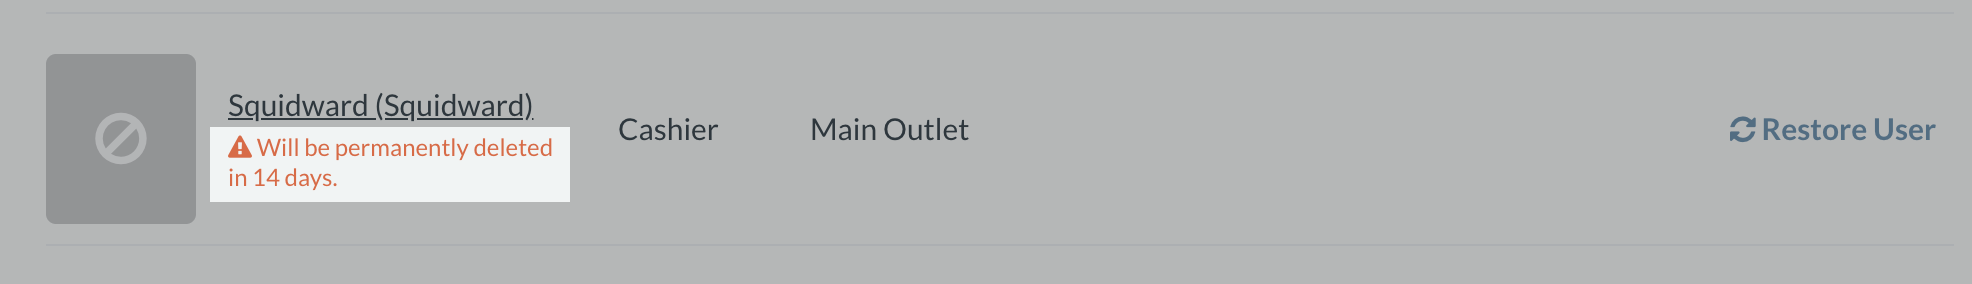 Squidward (Squidward)
Will be permanently deleted
in 14 days.
Cashier
Main Outlet
Restore User